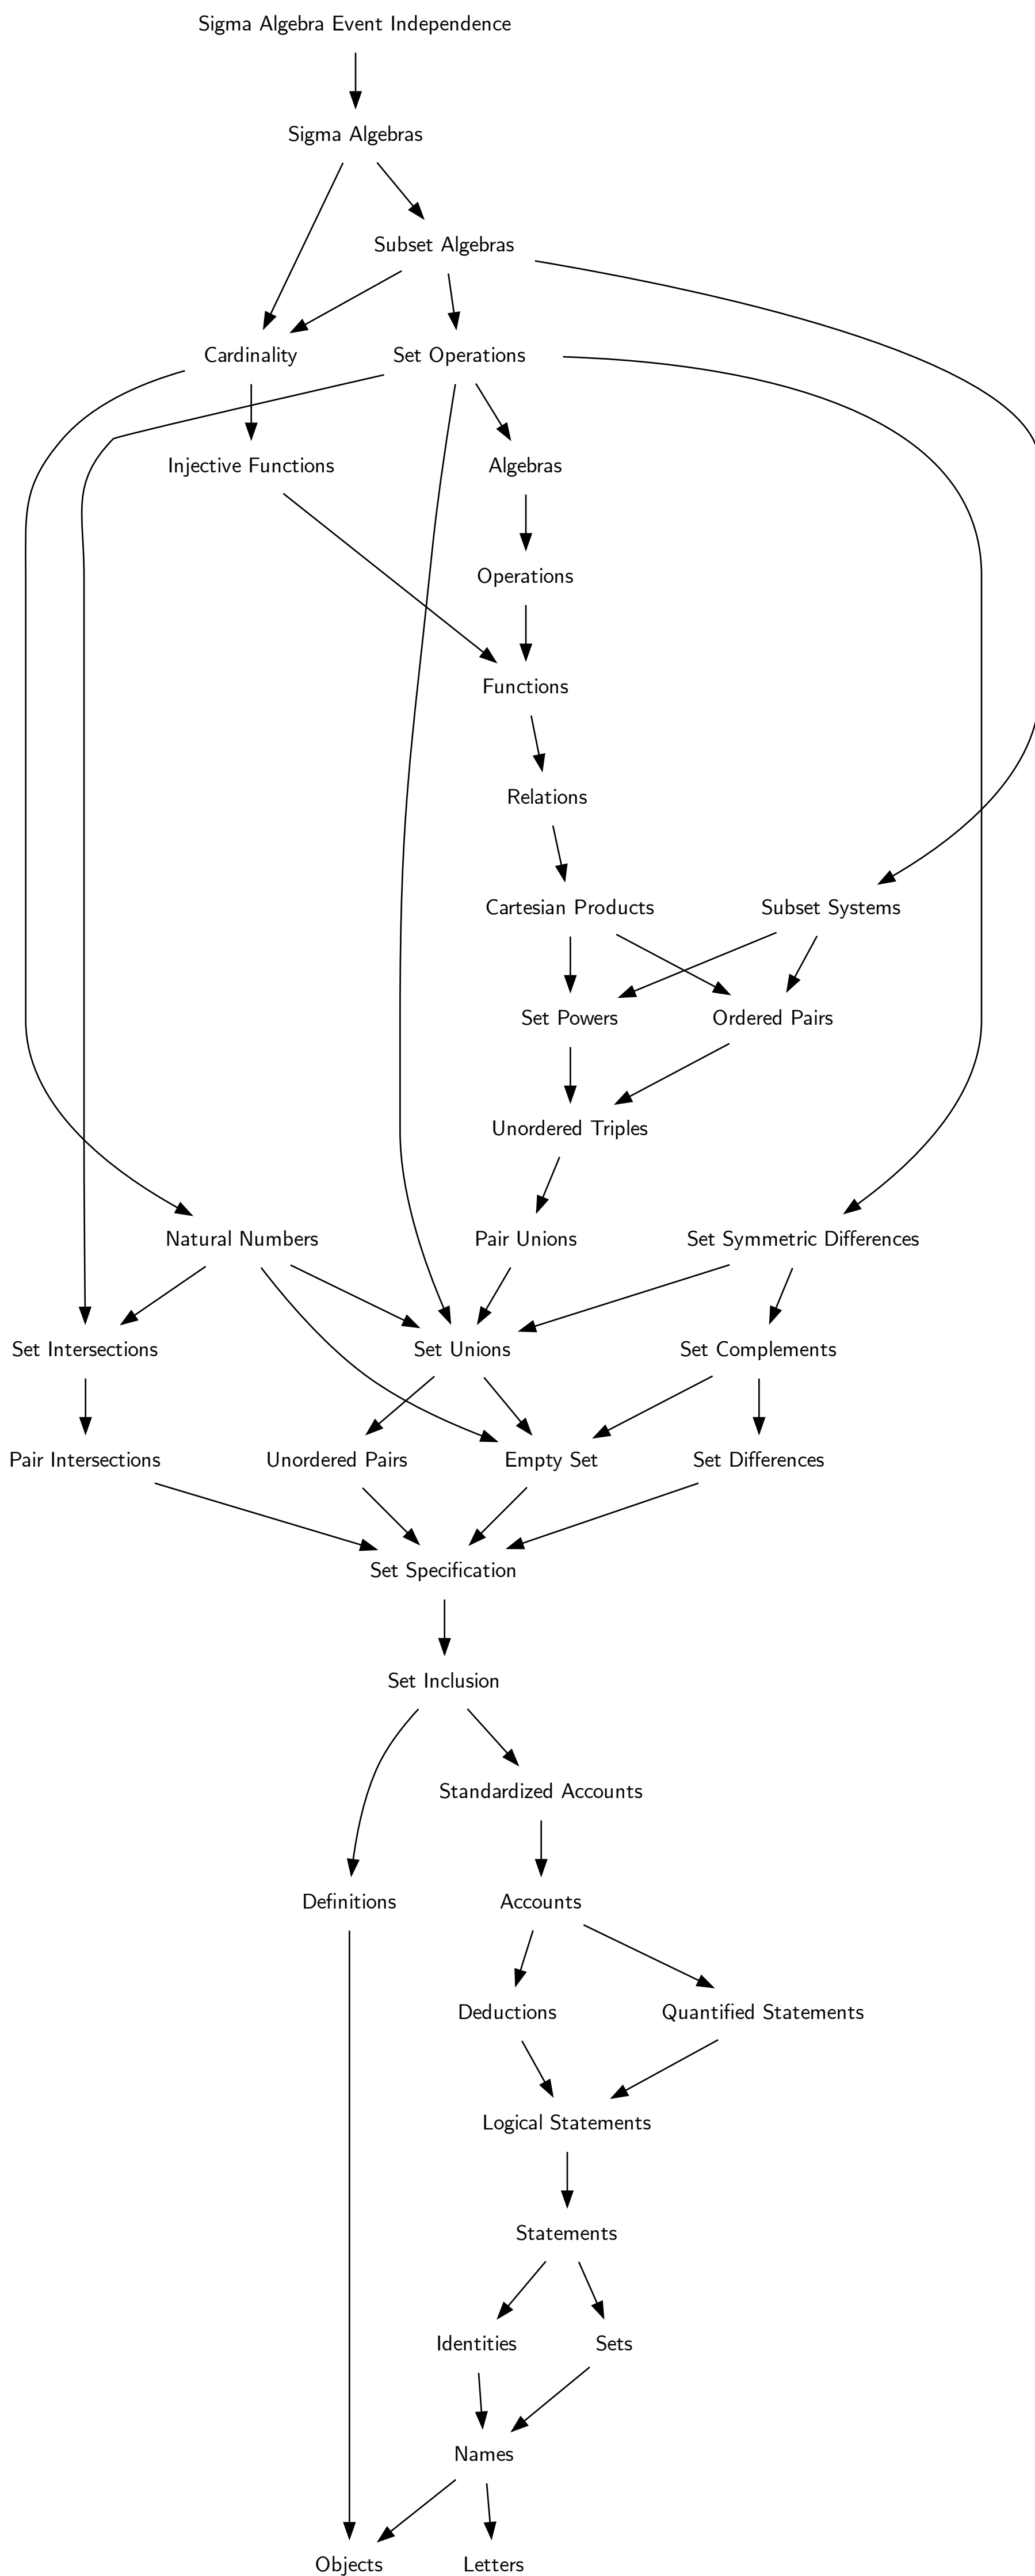 Sigma Algebra Event Independence
Sigma Algebras
Subset Algebras
Cardinality
Set Operations
Injective Functions
Algebras
Operations
Functions
Relations
Cartesian Products
Subset Systems
Set Powers
Ordered Pairs
Unordered Triples
Natural Numbers
Pair Unions
Set Symmetric Differences
Set Intersections
Set Unions
Set Complements
Pair Intersections
Unordered Pairs
Empty Set
Set Differences
Set Specification
Set Inclusion
Standardized Accounts
Definitions
Accounts
Deductions
Quantified Statements
Logical Statements
Statements
Identities
Sets
Names
Objects
Letters